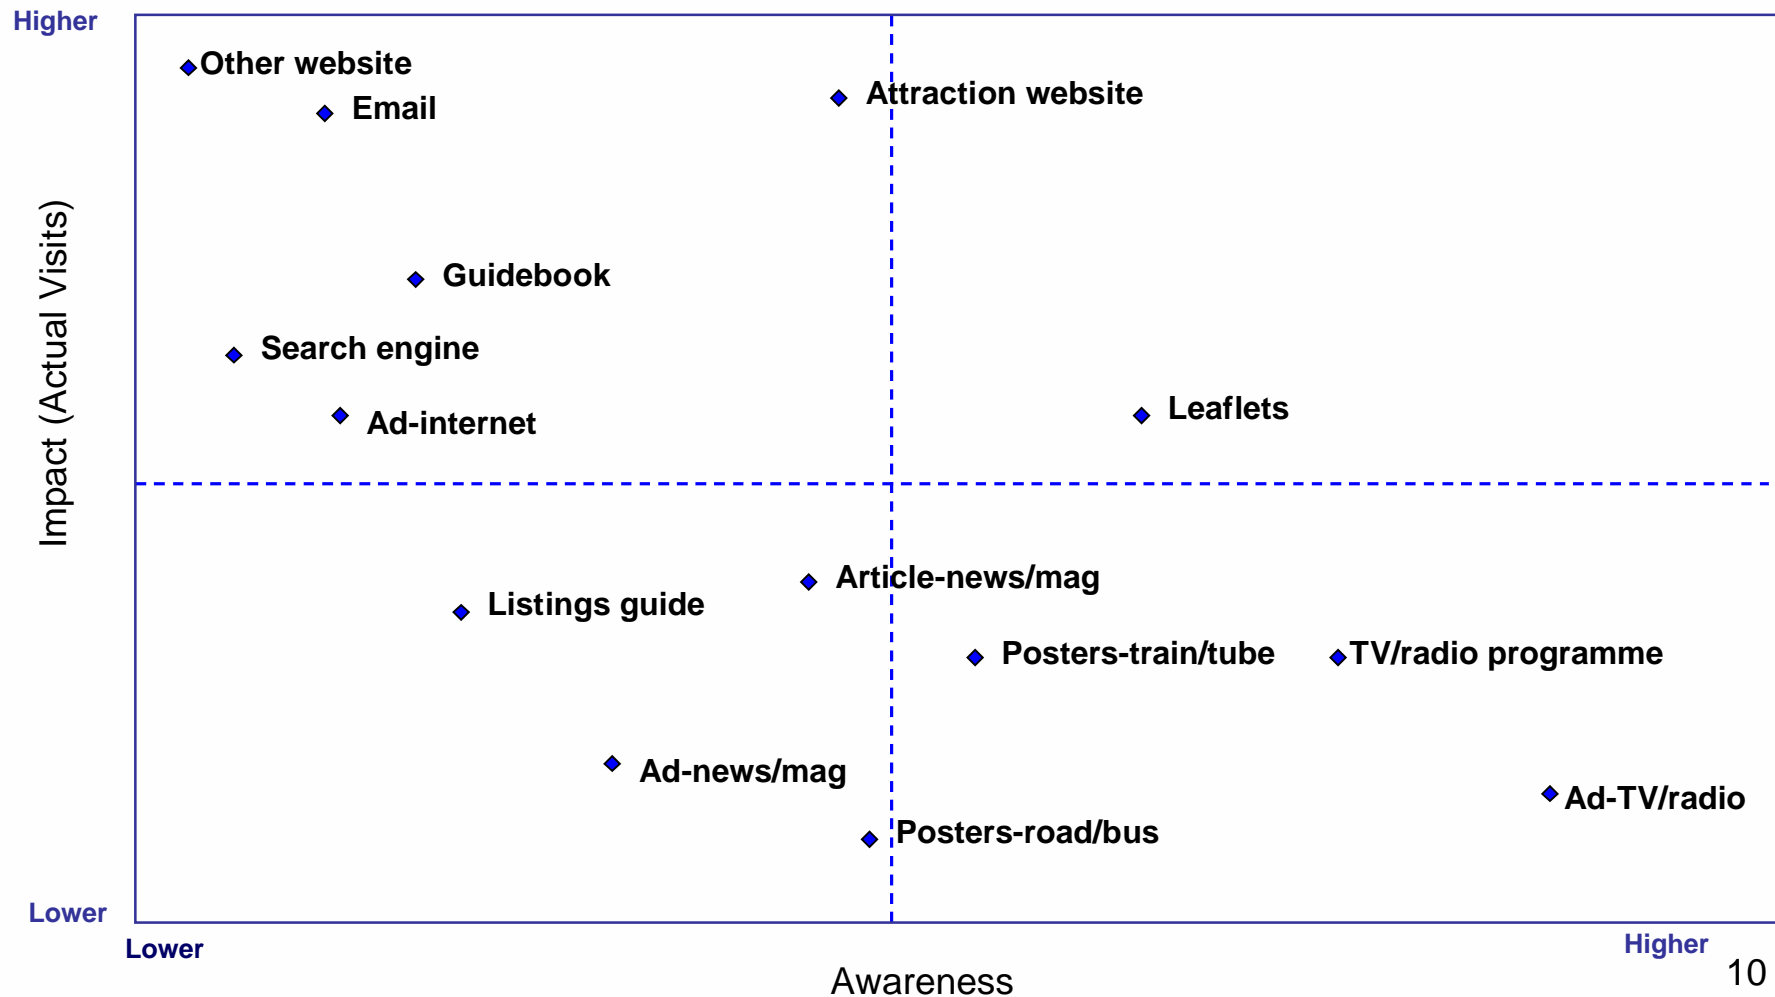 Higher
Other website
Attraction website
Email
Guidebook
Search engine
Leaflets
Ad-internet
Impact (Actual Visits)
Article-news/mag
Listings guide
Posters-train/tube
TV/radio programme
Ad-news/mag
Ad-TV/radio
Posters-road/bus
Lower
Lower
Higher
Awareness
10